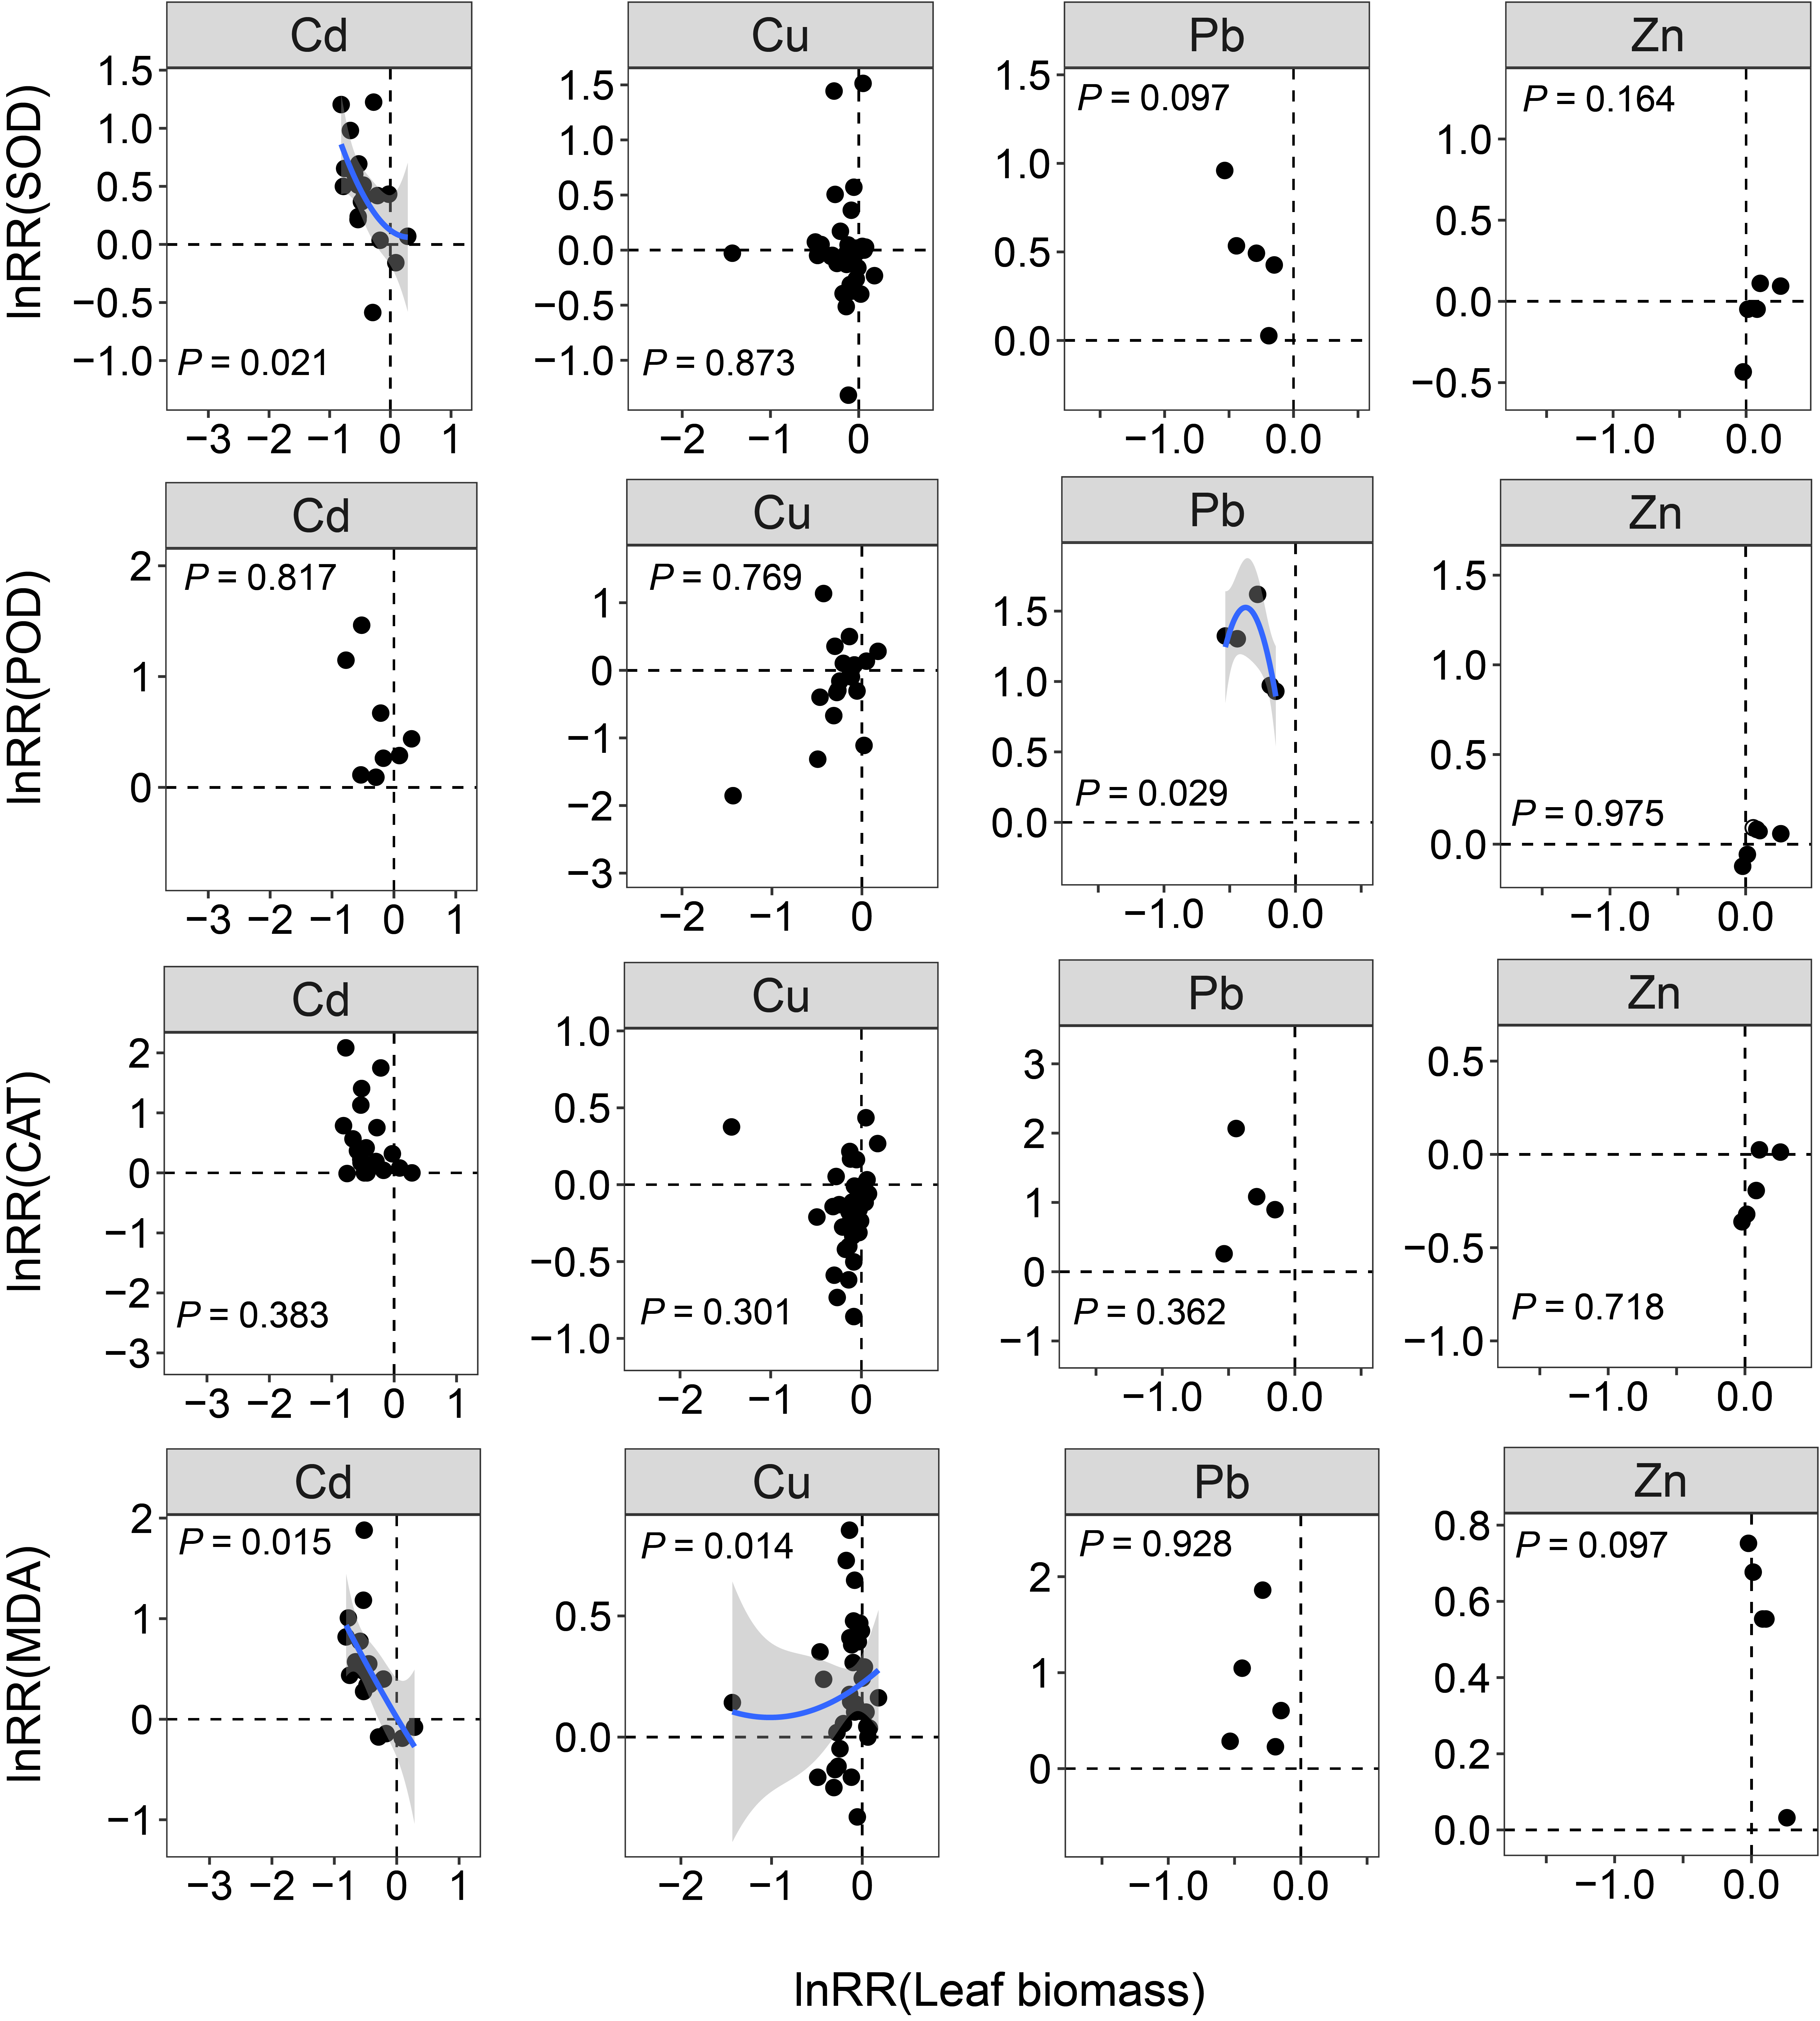 Cd Cu Pb Zn
lnRR(SOD)
1.5
1.0
0.5
0.0
−0.5
−1.0
P = 0.021
−3 −2 −1 0 1
1.5
1.0
0.5
0.0
−0.5
−1.0
P = 0.873
−2 −1 0
1.5
1.0
0.5
0.0
P = 0.097
−1.0 0.0
1.0
0.5
0.0
−0.5
P = 0.164
−1.0 0.0
Cd Cu Pb Zn
lnRR(POD)
2
1
0
P = 0.817
−3 −2 −1 0 1
1
0
−1
−2
−3
P = 0.769
−2 −1 0
1.5
1.0
0.5
0.0
P = 0.029
−1.0 0.0
1.5
1.0
0.5
0.0
P = 0.975
−1.0 0.0
Cd Cu Pb Zn
lnRR(CAT)
2
1
0
−1
−2
−3
P = 0.383
−3 −2 −1 0 1
1.0
0.5
0.0
−0.5
−1.0
P = 0.301
−2 −1 0
3
2
1
0
−1
P = 0.362
−1.0 0.0
0.5
0.0
−0.5
−1.0
P = 0.718
−1.0 0.0
Cd Cu Pb Zn
lnRR(MDA)
2
1
0
−1
P = 0.015
−3 −2 −1 0 1
0.5
0.0
P = 0.014
−2 −1 0
2
1
0
P = 0.928
−1.0 0.0
0.8
0.6
0.4
0.2
0.0
P = 0.097
−1.0 0.0
lnRR(Leaf biomass)